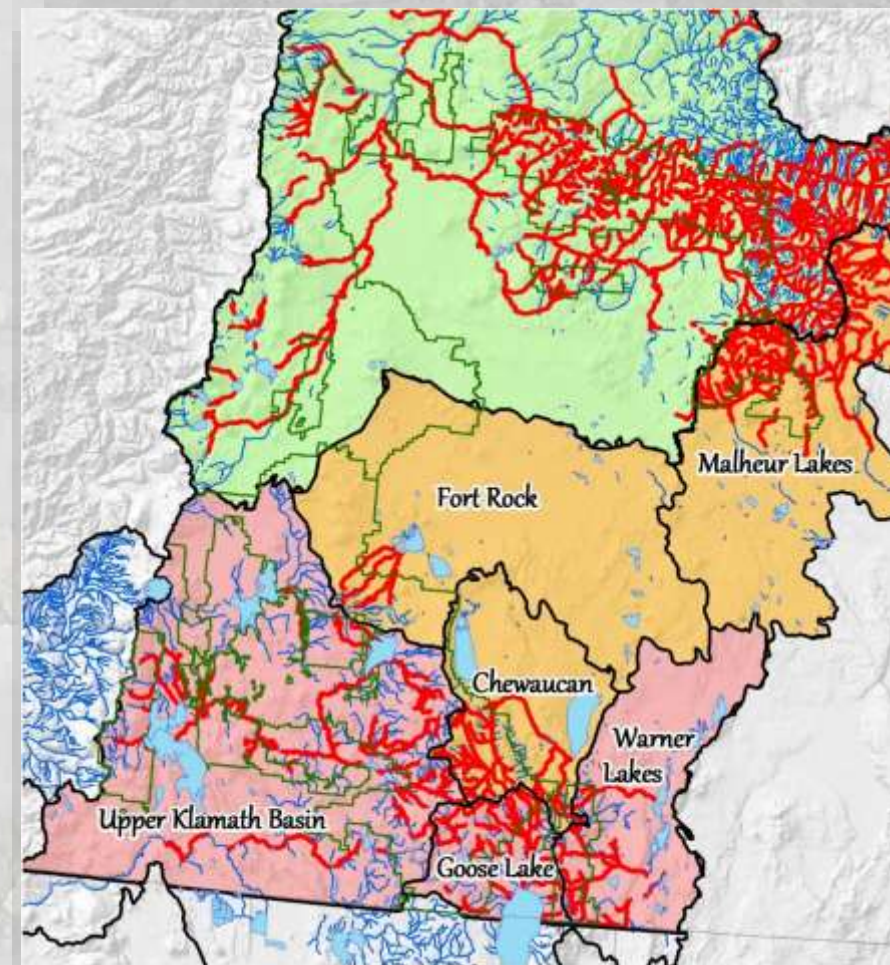 Malheur Lakes
Fort Rock
Chewaucan
Warner
Lakes
Upper Klamath Basin
Goose Lake